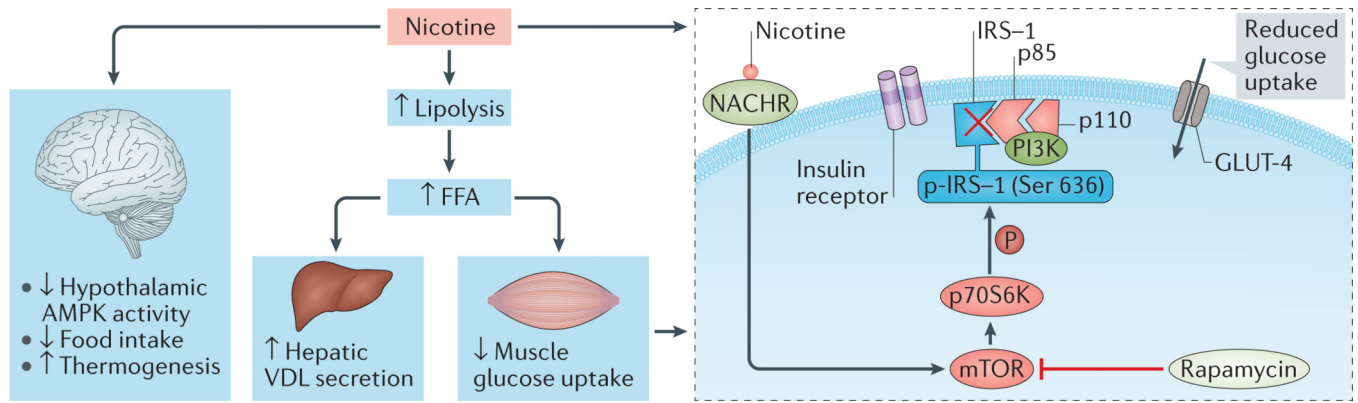 Nicotine
↑ Lipolysis
↑ FFA
• ↓ Hypothalamic
AMPK activity
• ↓ Food intake
• ↑ Thermogenesis
↑ Hepatic
VDL secretion
↓ Muscle
glucose uptake
Nicotine
NACHR
Insulin
receptor
IRS–1
p85
p110
PI3K
p-IRS–1 (Ser 636)
P
p70S6K
mTOR
Rapamycin
Reduced
glucose
uptake
GLUT-4